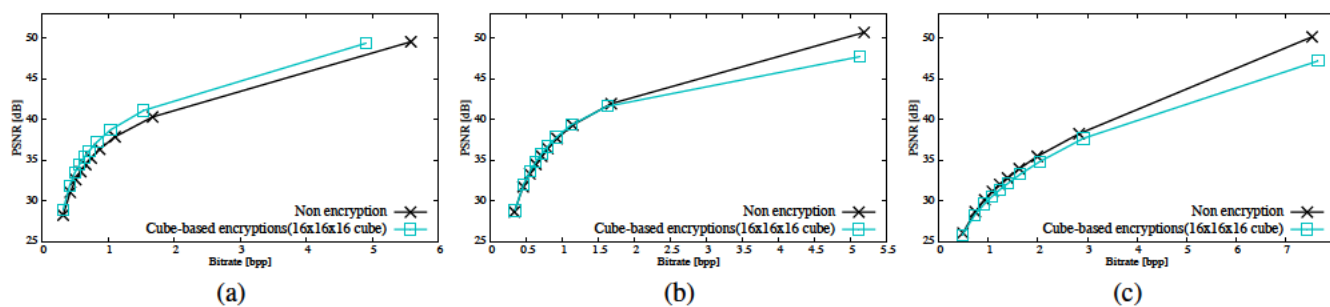 50
45
40
35
30
25
PSNR [dB]
Non encryption
Cube-based encryptions(16x16x16 cube)
0 1 2 3 4 5 6
Bitrate [bpp]
(a)
50
45
40
35
30
25
PSNR [dB]
Non encryption
Cube-based encryptions(16x16x16 cube)
0 0.5 1 1.5 2 2.5 3 3.5 4 4.5 5 5.5
Bitrate [bpp]
(b)
50
45
40
35
30
25
PSNR [dB]
Non encryption
Cube-based encryptions(16x16x16 cube)
0 1 2 3 4 5 6 7
Bitrate [bpp]
(c)